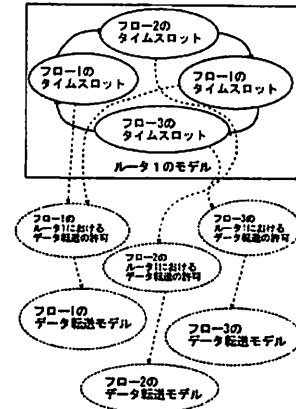 フロー2の
タイムスロット
フロー1の
タイムスロット
フロー1の
タイムスロット
フロー3の
タイムスロット
ルータ1のモデル
フロー1の
ルータ1における
データ転送の許可
フロー2の
ルータ1における
データ転送の許可
フロー3の
ルータ1における
データ転送の許可
フロー1の
データ転送モデル
フロー2の
データ転送モデル
フロー3の
データ転送モデル